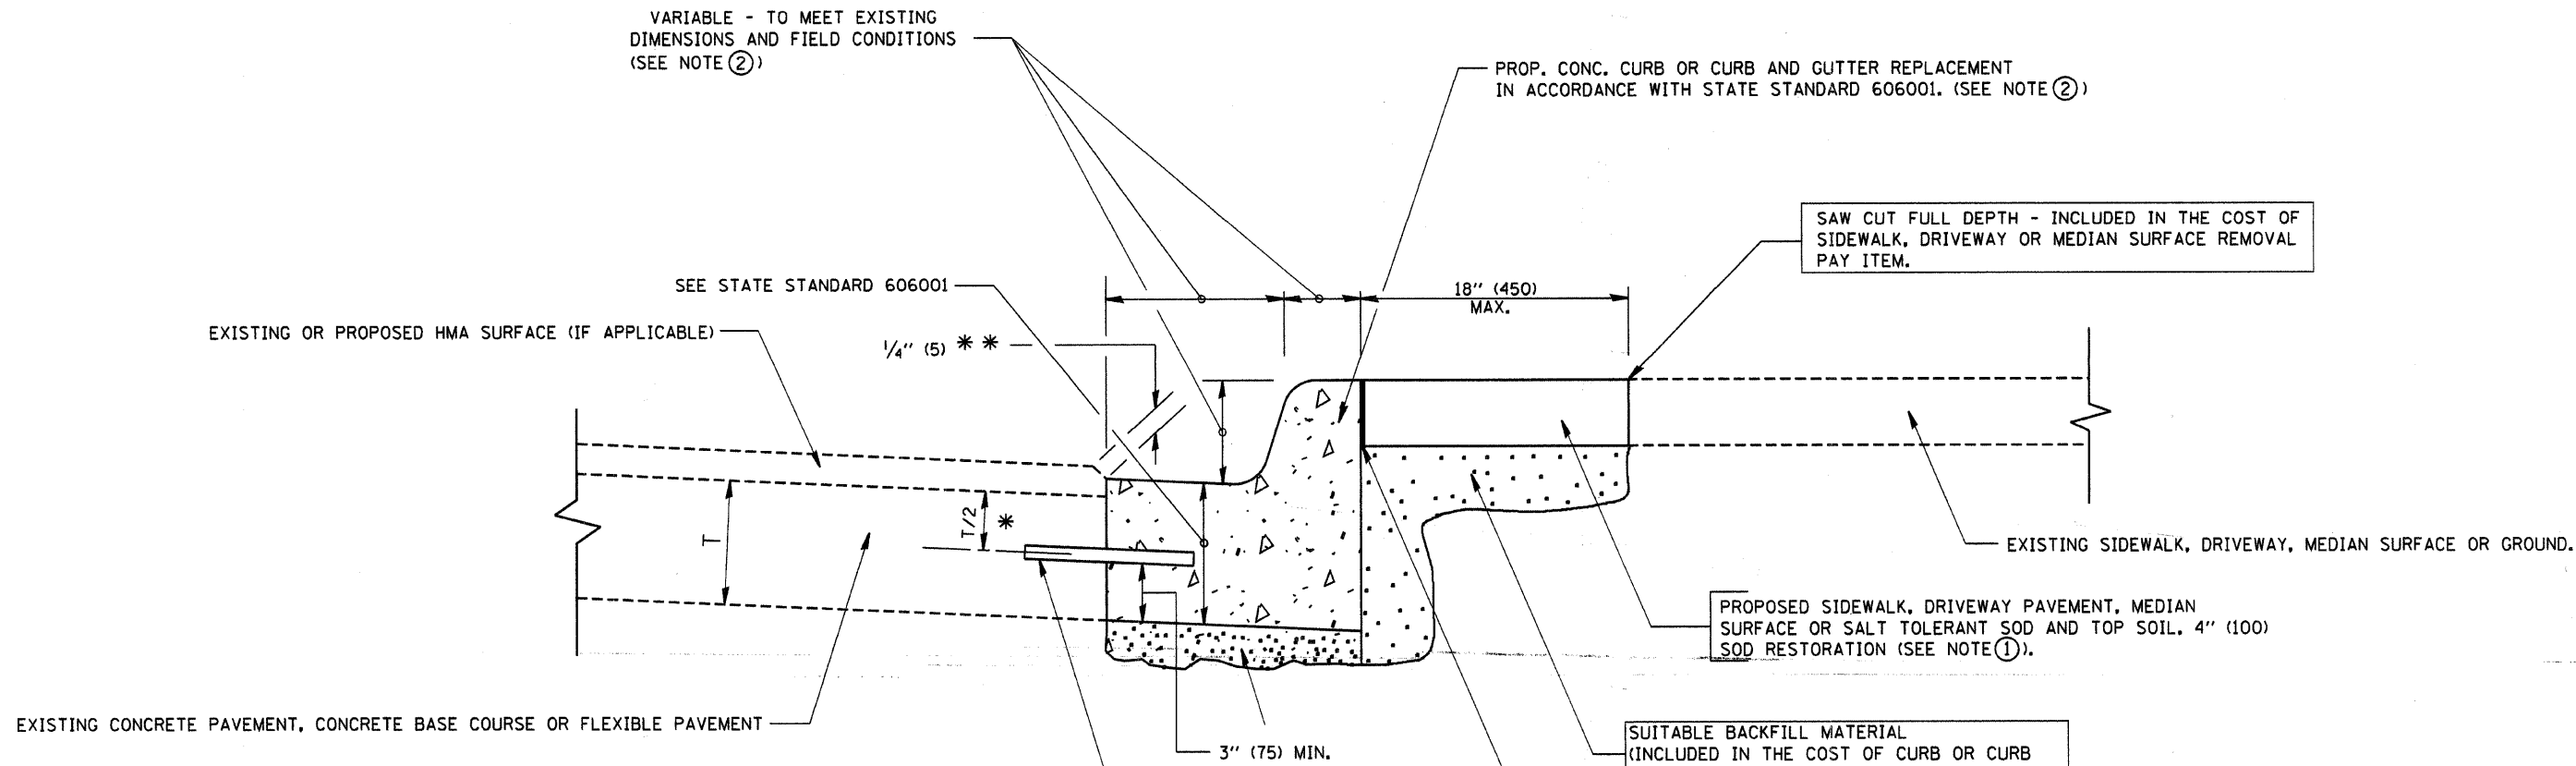 VARIABLE - TO MEET EXISTING
DIMENSIONS AND FIELD CONDITIONS
(SEE NOTE ②)
PROP. CONC. CURB OR CURB AND GUTTER REPLACEMENT
IN ACCORDANCE WITH STATE STANDARD 606001. (SEE NOTE ②)
SAW CUT FULL DEPTH - INCLUDED IN THE COST OF
SIDEWALK, DRIVEWAY OR MEDIAN SURFACE REMOVAL
PAY ITEM.
SEE STATE STANDARD 606001
18" (450)
MAX.
EXISTING OR PROPOSED HMA SURFACE (IF APPLICABLE)
1/4" (5) * *
T
T/2 *
EXISTING SIDEWALK, DRIVEWAY, MEDIAN SURFACE OR GROUND.
PROPOSED SIDEWALK, DRIVEWAY PAVEMENT, MEDIAN
SURFACE OR SALT TOLERANT SOD AND TOP SOIL. 4" (100)
SOD RESTORATION (SEE NOTE ①).
EXISTING CONCRETE PAVEMENT, CONCRETE BASE COURSE OR FLEXIBLE PAVEMENT
3" (75) MIN.
SUITABLE BACKFILL MATERIAL
(INCLUDED IN THE COST OF CURB OR CURB